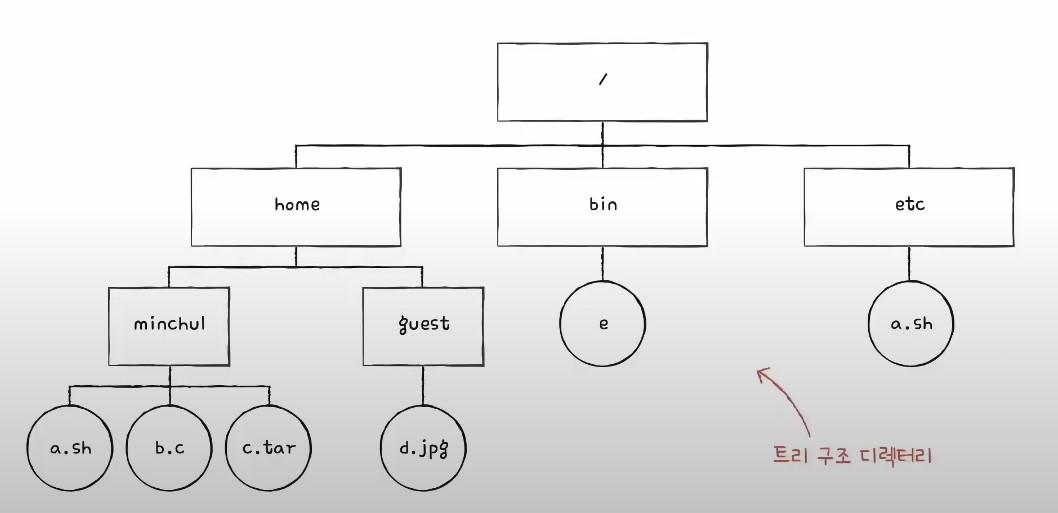 /
home
bin
etc
minchul
guest
e
a.sh
a.sh
b.c
c.tar
d.jpg
트리 구조 디렉터리